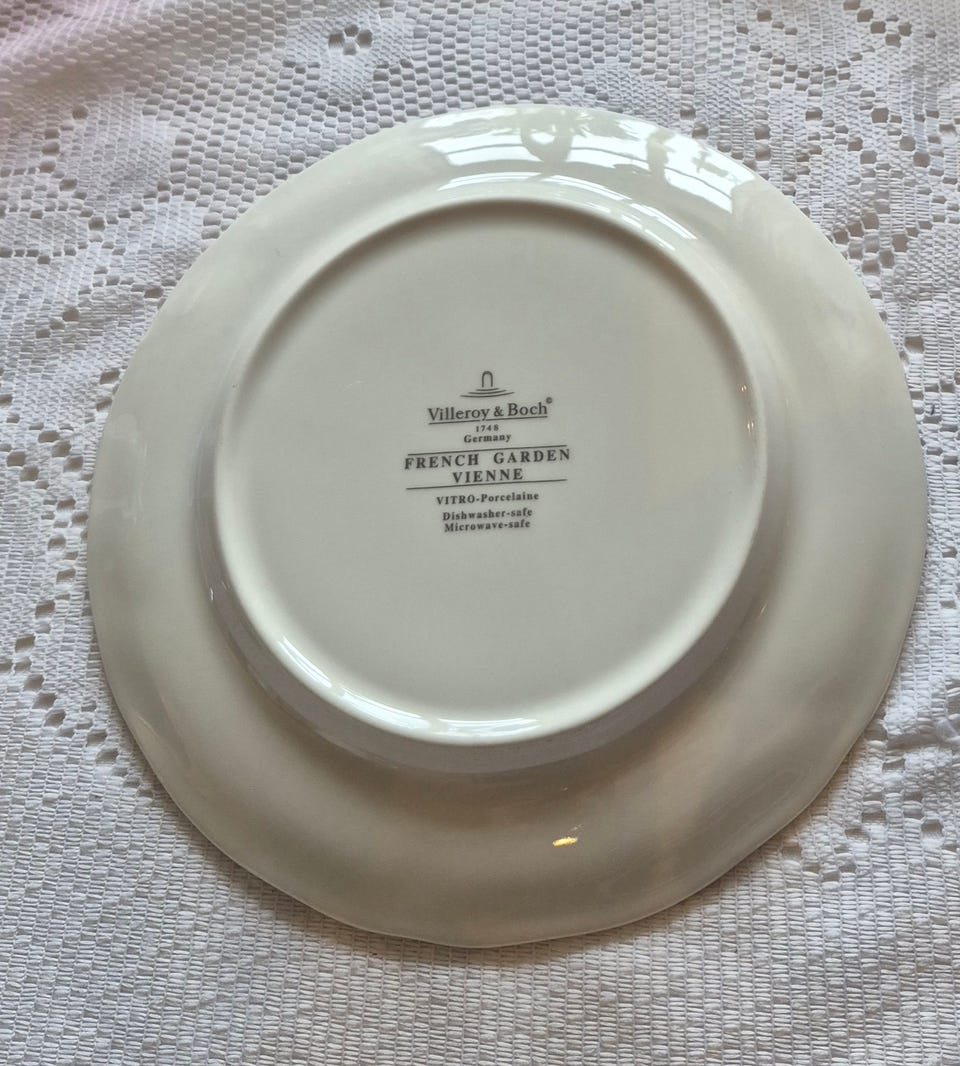 Villeroy & Boch©
1748
Germany
FRENCH GARDEN
VIENNE
VITRO-Porcelaine
Dishwasher-safe
Microwave-safe